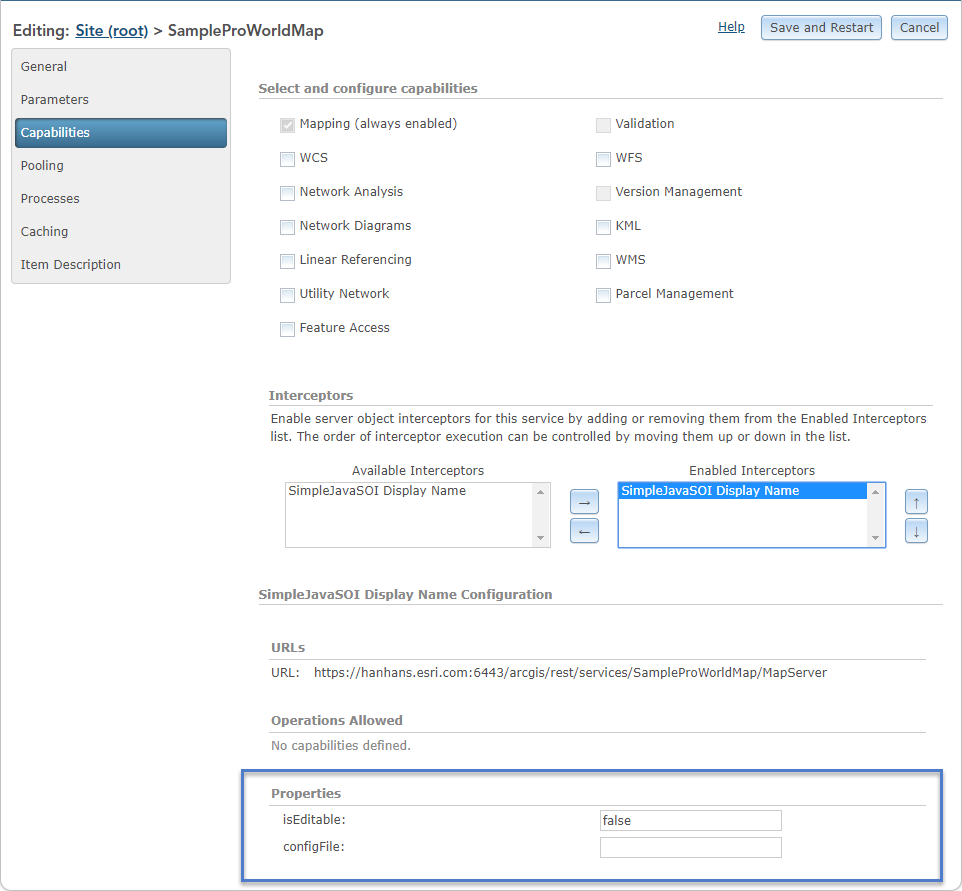 Editing: Site (root) > SampleProWorldMap
Help
Save and Restart
Cancel
General
Parameters
Capabilities
Pooling
Processes
Caching
Item Description
Select and configure capabilities
Mapping (always enabled)
Validation
WCS
WFS
Network Analysis
Version Management
Network Diagrams
KML
Linear Referencing
WMS
Utility Network
Parcel Management
Feature Access
Interceptors
Enable server object interceptors for this service by adding or removing them from the Enabled Interceptors
list. The order of interceptor execution can be controlled by moving them up or down in the list.
Available Interceptors
Enabled Interceptors
SimpleJavaSOI Display Name
→
←
SimpleJavaSOI Display Name
↑
↓
SimpleJavaSOI Display Name Configuration
URLs
URL: https://hanhans.esri.com:6443/arcgis/rest/services/SampleProWorldMap/MapServer
Operations Allowed
No capabilities defined.
Properties
isEditable: false
configFile: